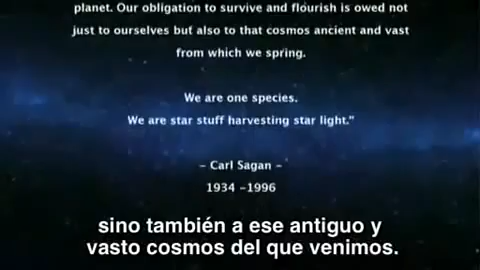 planet. Our obligation to survive and flourish is owed not
just to ourselves but also to that cosmos ancient and vast
from which we spring.
We are one species.
We are star stuff harvesting star light.”
– Carl Sagan –
1934 –1996
sino también a ese antiguo y
vasto cosmos del que venimos.